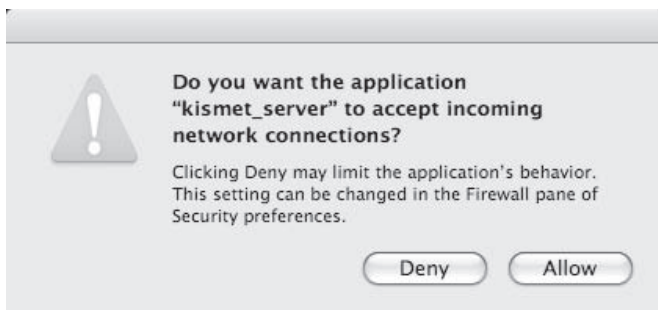 Do you want the application
“kismet_server” to accept incoming
network connections?
Clicking Deny may limit the application’s behavior.
This setting can be changed in the Firewall pane of
Security preferences.
Deny
Allow